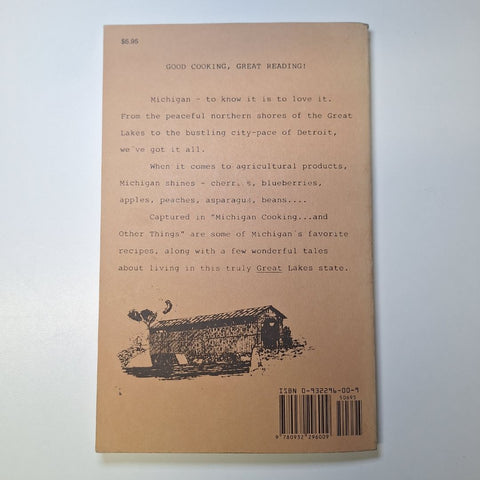 $6.95
GOOD COOKING, GREAT READING!
Michigan - to know it is to love it.
From the peaceful northern shores of the Great
Lakes to the bustling city-pace of Detroit,
we've got it all.
When it comes to agricultural products,
Michigan shines - cherr s, blueberries,
apples, peaches, asparagus, beans....
Captured in "Michigan Cooking...and
Other Things" are some of Michigan's favorite
recipes, along with a few wonderful tales
about living in this truly Great Lakes state.
ISBN 0-932296-00-9
50695
9 780932 296009